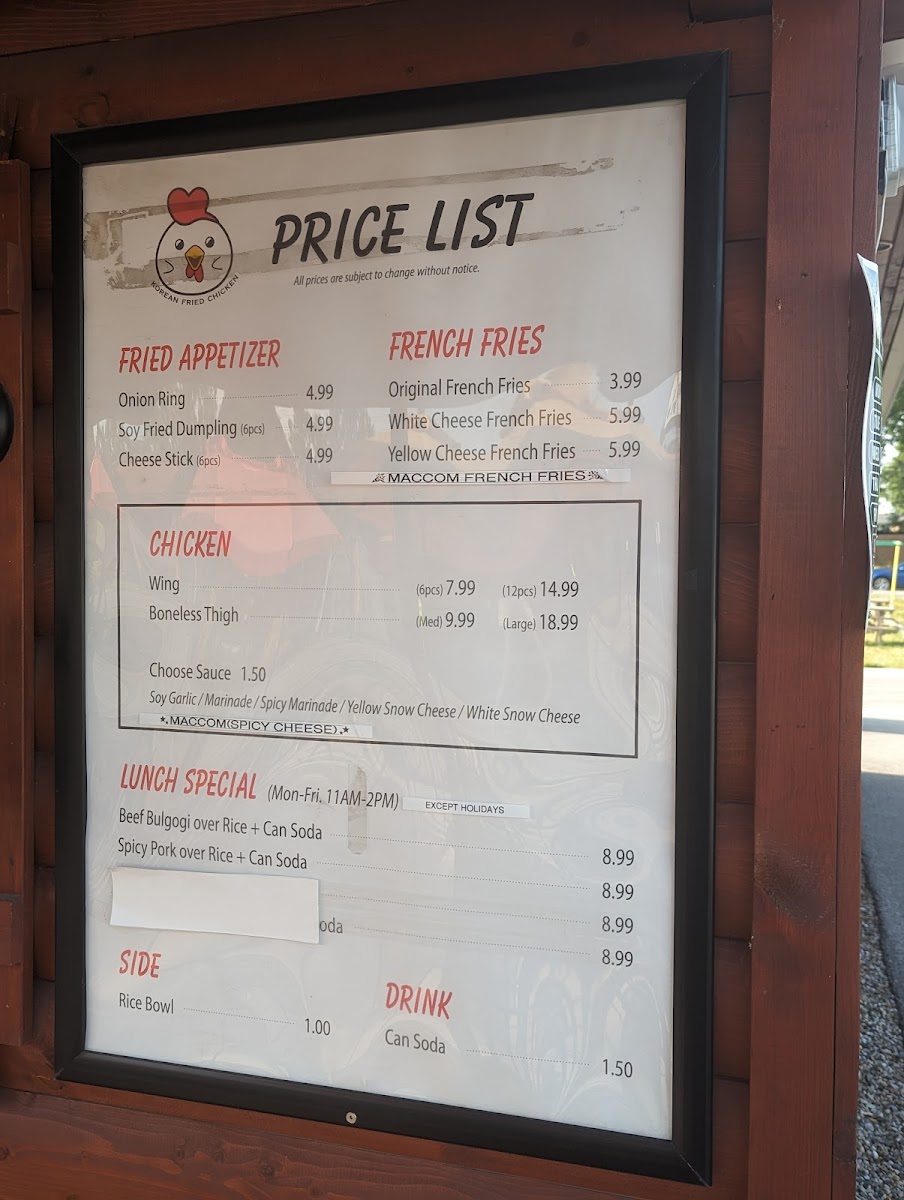 KOREAN FRIED CHICKEN
PRICE LIST
All prices are subject to change without notice.
FRIED APPETIZER
Onion Ring 4.99
Soy Fried Dumpling (6pcs) 4.99
Cheese Stick (6pcs) 4.99
FRENCH FRIES
Original French Fries 3.99
White Cheese French Fries 5.99
Yellow Cheese French Fries 5.99
MACCOM FRENCH FRIES
CHICKEN
Wing (6pcs) 7.99 (12pcs) 14.99
Boneless Thigh (Med) 9.99 (Large) 18.99
Choose Sauce 1.50
Soy Garlic / Marinade / Spicy Marinade / Yellow Snow Cheese / White Snow Cheese
MACCOM(SPICY CHEESE)
LUNCH SPECIAL (Mon-Fri. 11AM-2PM) EXCEPT HOLIDAYS
Beef Bulgogi over Rice + Can Soda 8.99
Spicy Pork over Rice + Can Soda 8.99
8.99
oda 8.99
SIDE
Rice Bowl 1.00
DRINK
Can Soda 1.50